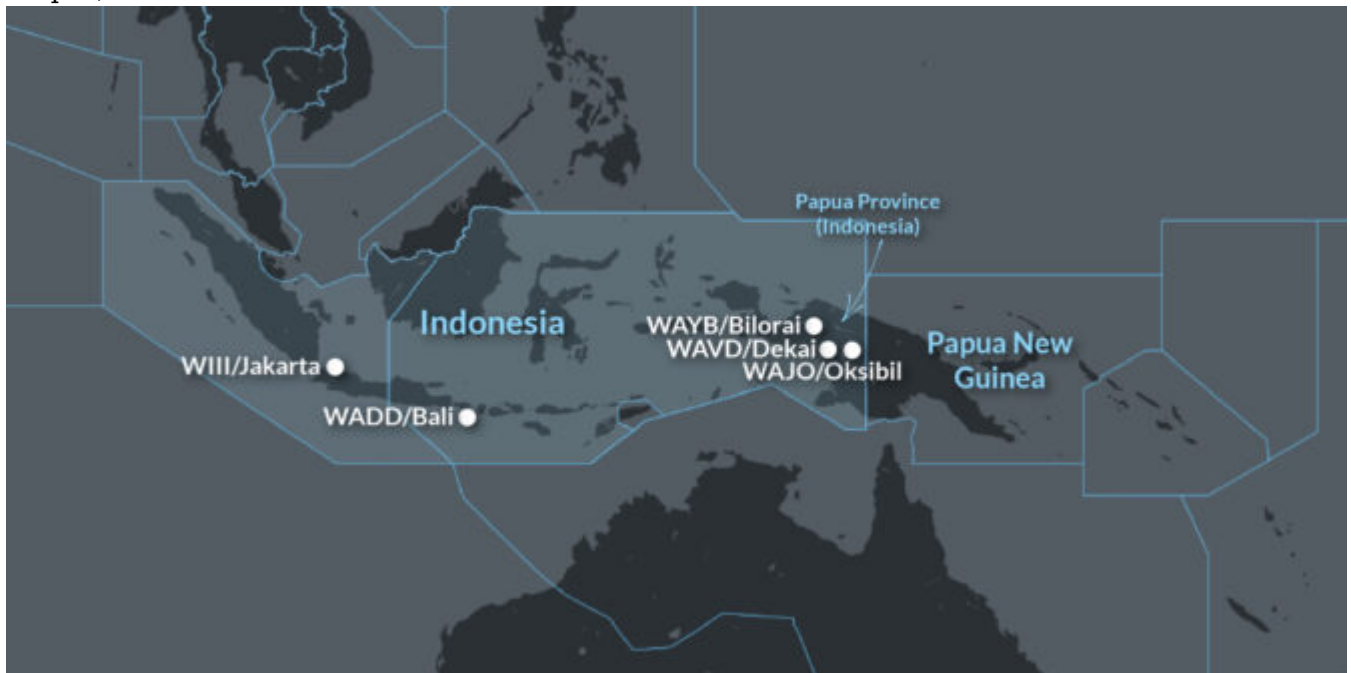 Papua Province
(Indonesia)
Indonesia
WAYB/Bilorai
WAVD/Dekai
WAJO/Oksibil
Papua New
Guinea
WIII/Jakarta
WADD/Bali